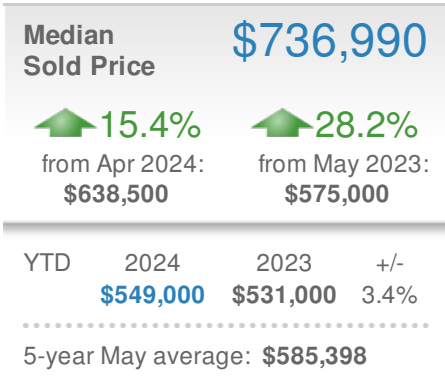 Median
Sold Price
$736,990
15.4%
from Apr 2024:
$638,500
28.2%
from May 2023:
$575,000
YTD 2024 2023 +/-
$549,000 $531,000 3.4%
5-year May average: $585,398